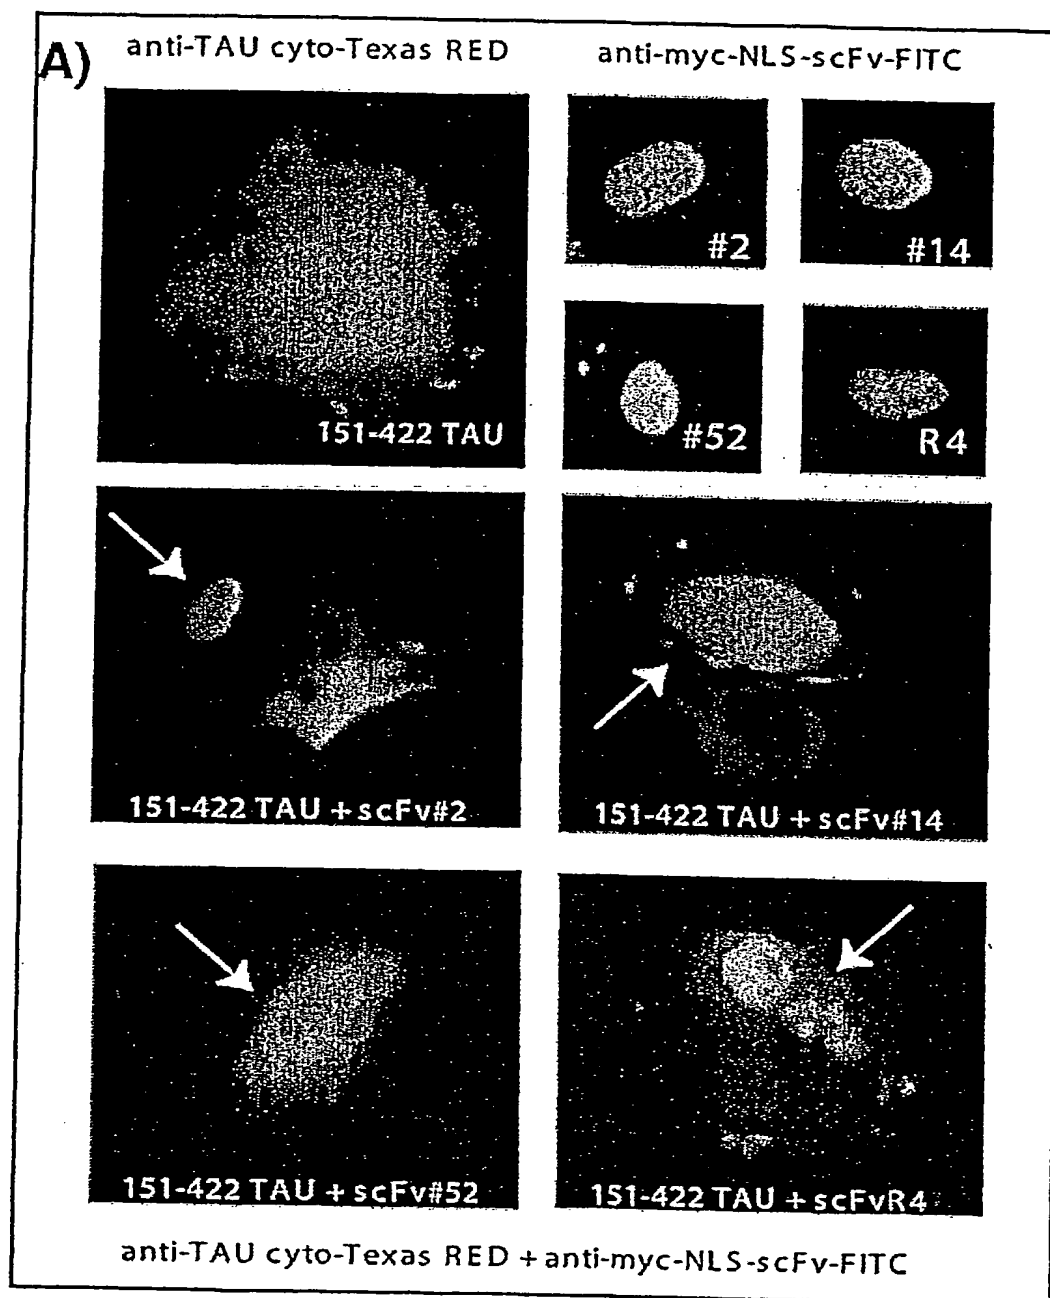 A)
anti-TAU cyto-Texas RED
anti-myc-NLS-scFv-FITC
151-422 TAU
#2
#14
#52
R4
151-422 TAU + scFv#2
151-422 TAU + scFv#14
151-422 TAU + scFv#52
151-422 TAU + scFvR4
anti-TAU cyto-Texas RED + anti-myc-NLS-scFv-FITC